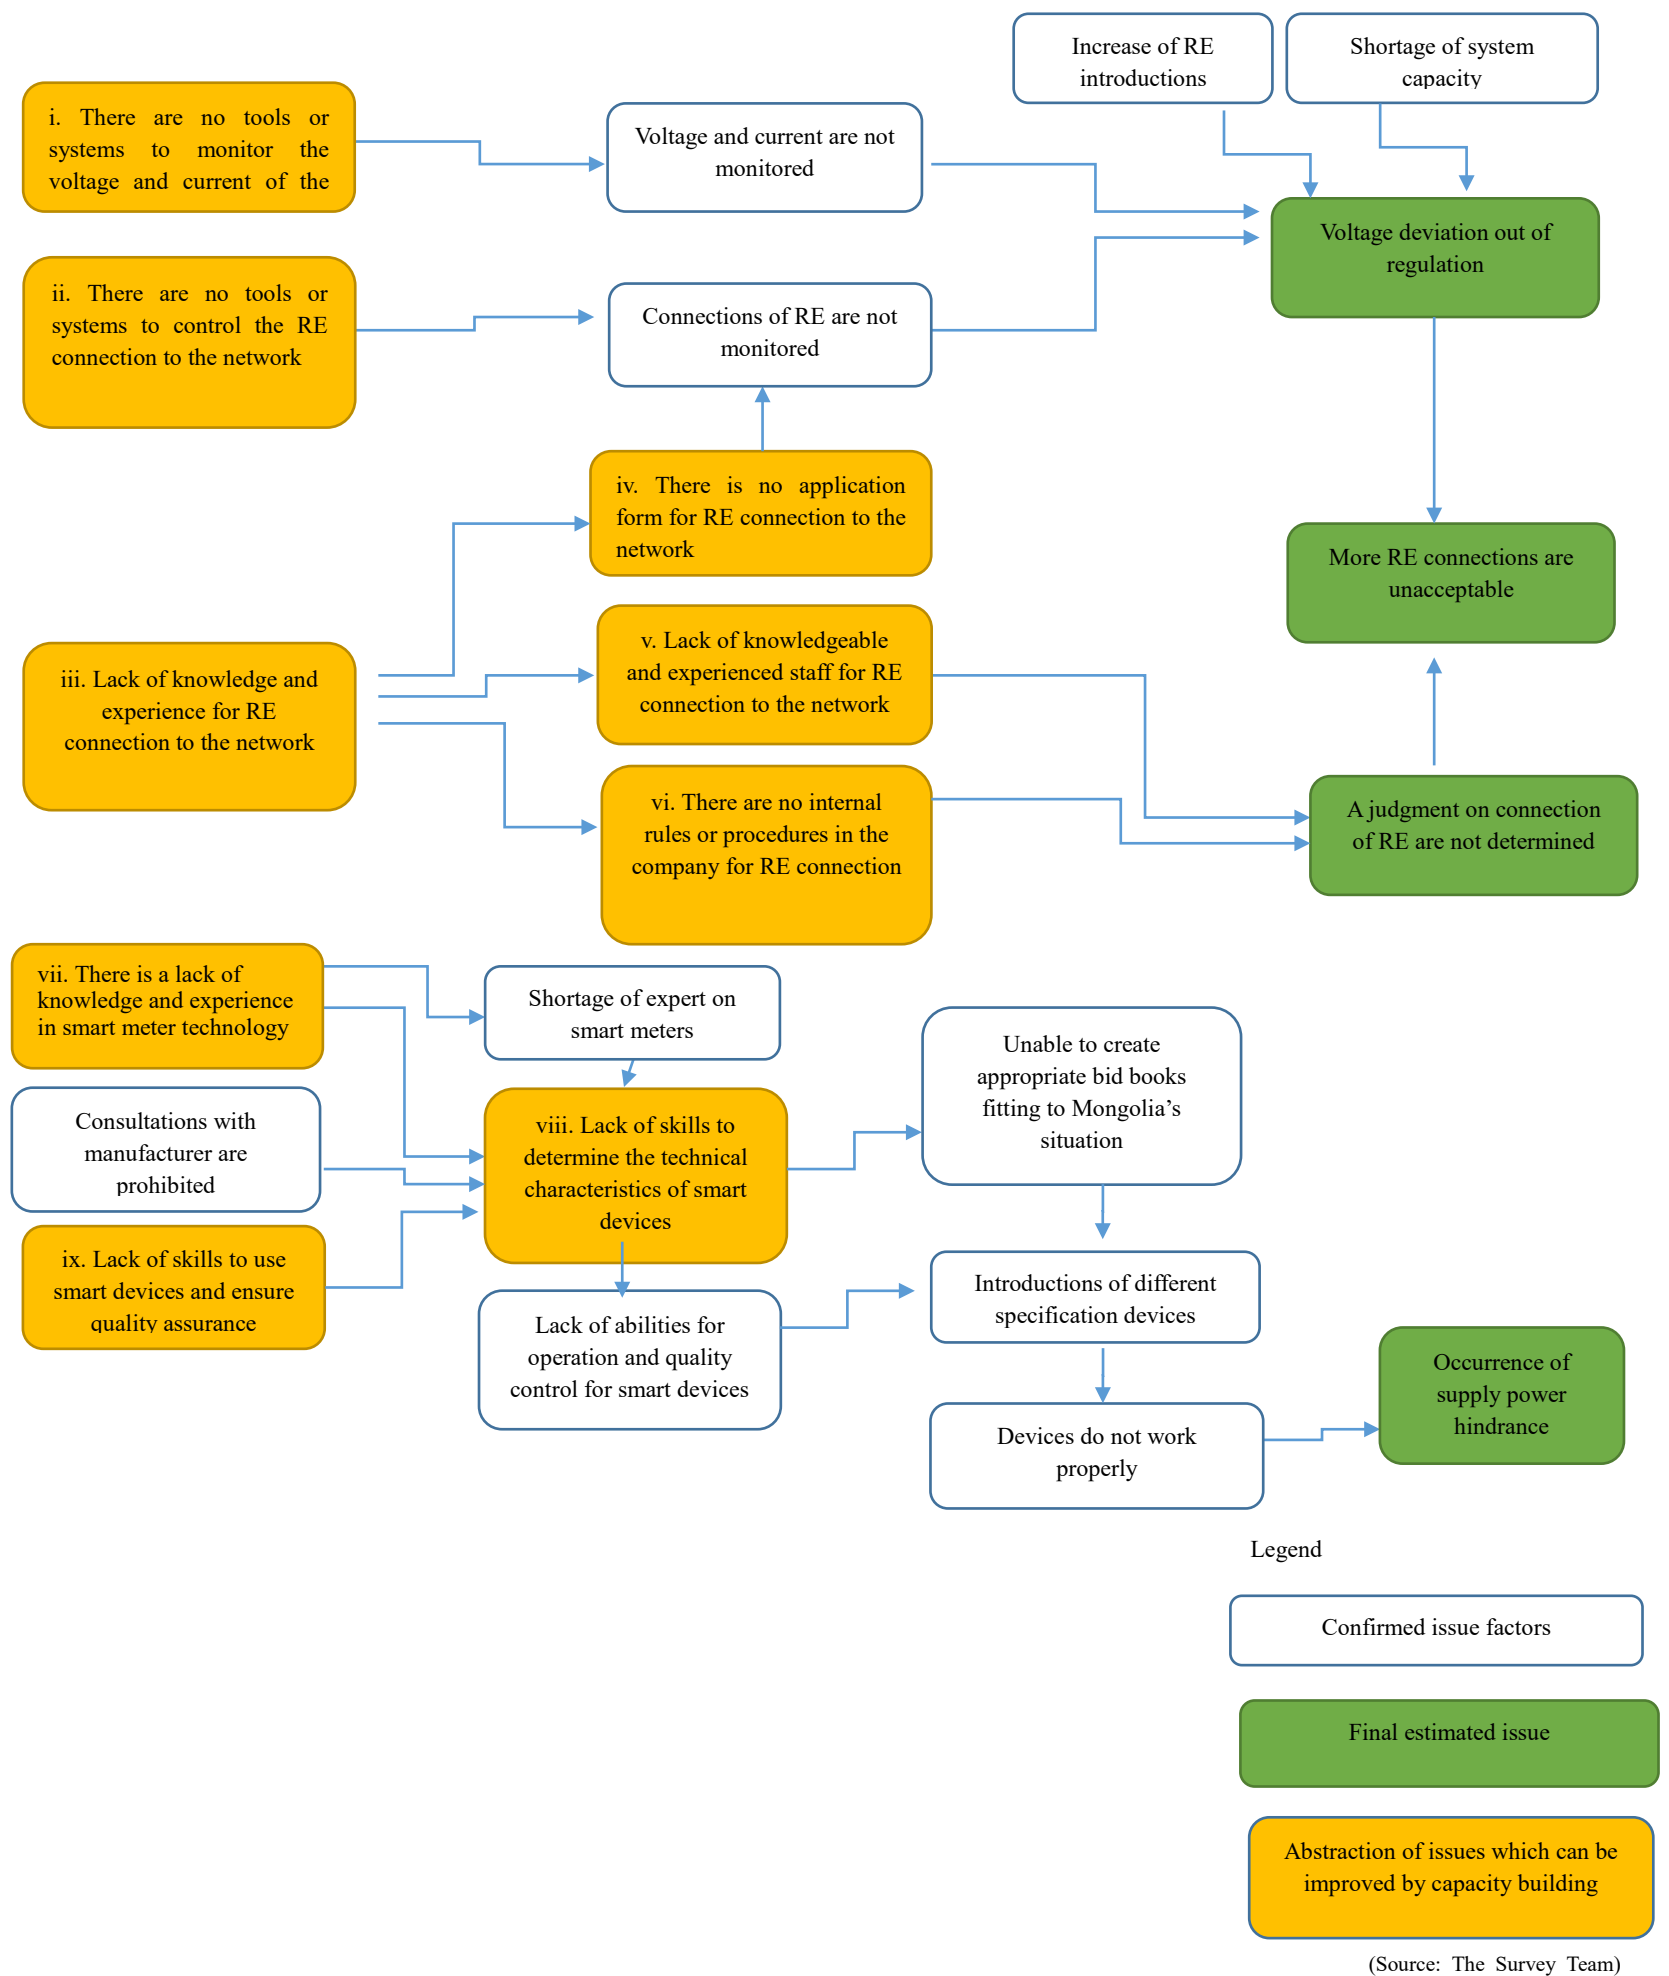 Increase of RE
introductions
Shortage of system
capacity
i. There are no tools or
systems to monitor the
voltage and current of the
Voltage and current are not
monitored
Voltage deviation out of
regulation
ii. There are no tools or
systems to control the RE
connection to the network
Connections of RE are not
monitored
iv. There is no application
form for RE connection to the
network
More RE connections are
unacceptable
iii. Lack of knowledge and
experience for RE
connection to the network
v. Lack of knowledgeable
and experienced staff for RE
connection to the network
vi. There are no internal
rules or procedures in the
company for RE connection
A judgment on connection
of RE are not determined
vii. There is a lack of
knowledge and experience
in smart meter technology
Shortage of expert on
smart meters
Unable to create
appropriate bid books
fitting to Mongolia’s
situation
Consultations with
manufacturer are
prohibited
viii. Lack of skills to
determine the technical
characteristics of smart
devices
ix. Lack of skills to use
smart devices and ensure
quality assurance
Introductions of different
specification devices
Lack of abilities for
operation and quality
control for smart devices
Occurrence of
supply power
hindrance
Devices do not work
properly
Legend
Confirmed issue factors
Final estimated issue
Abstraction of issues which can be
improved by capacity building
(Source: The Survey Team)